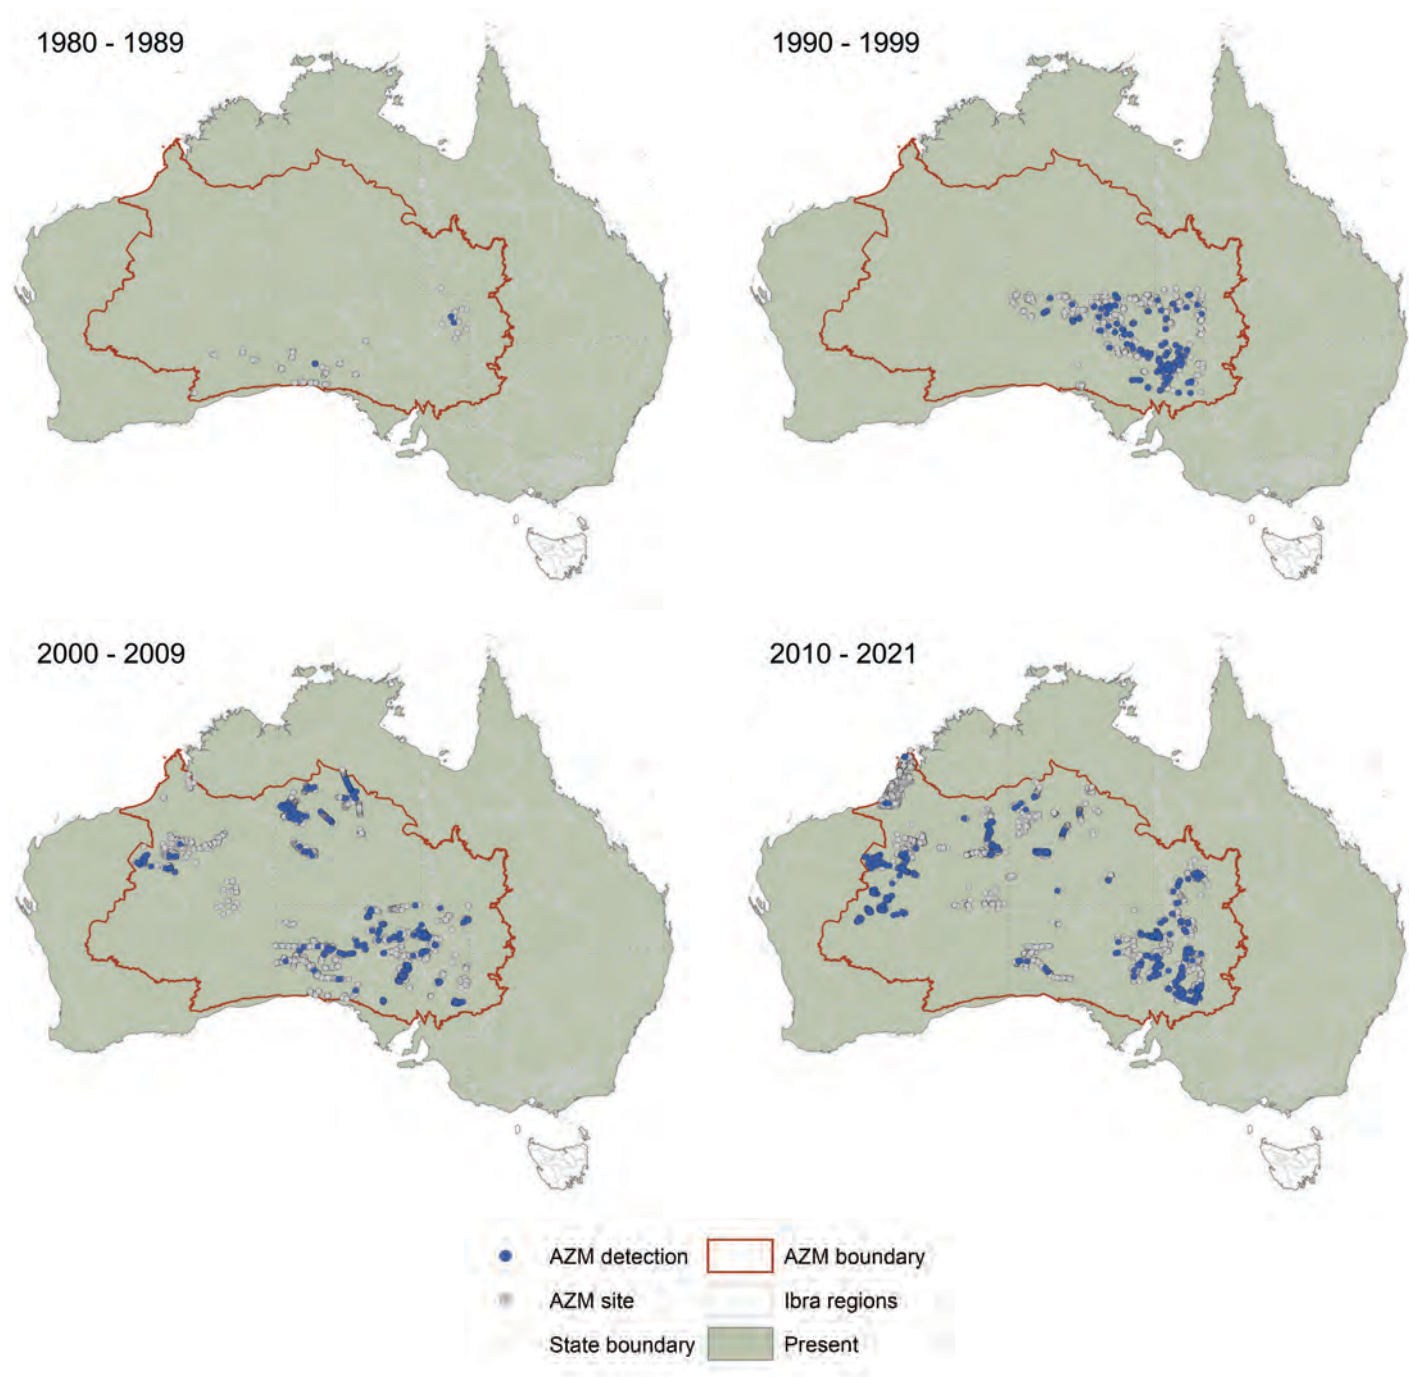 1980 - 1989
1990 - 1999
2000 - 2009
2010 - 2021
AZM detection
AZM boundary
AZM site
Ibra regions
State boundary
Present